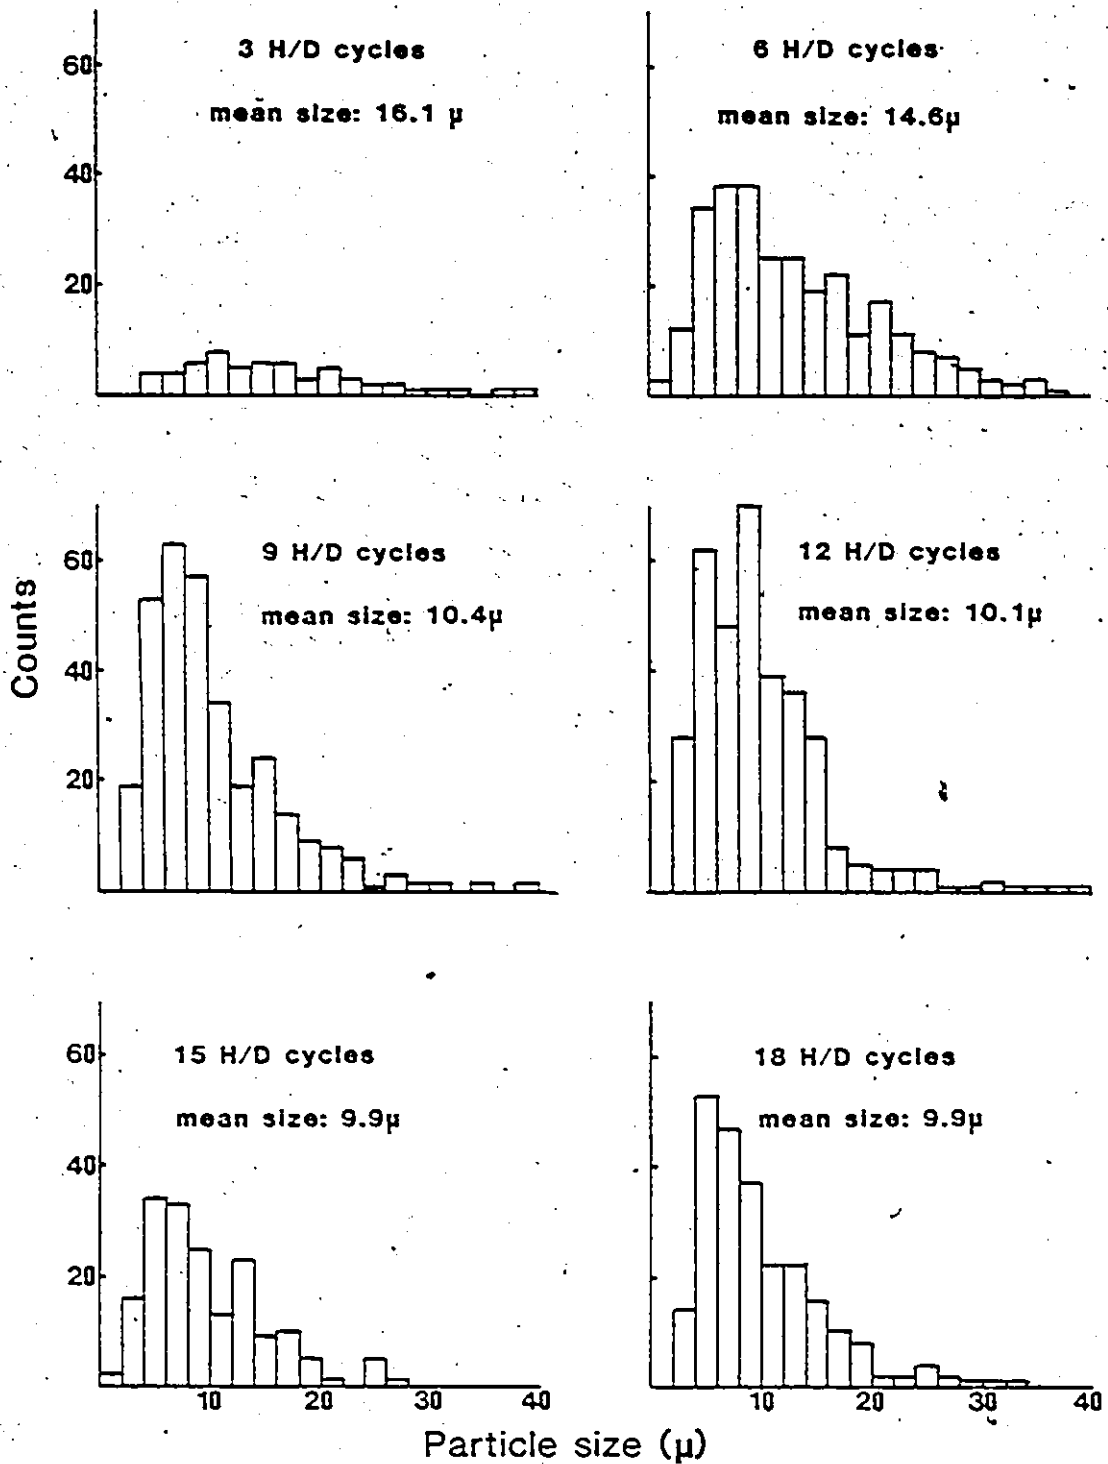 3 H/D cycles
mean size: 16.1 μ
60
40
20
6 H/D cycles
mean size: 14.6μ
Counts
9 H/D cycles
mean size: 10.4μ
60
40
20
12 H/D cycles
mean size: 10.1μ
15 H/D cycles
mean size: 9.9μ
60
40
20
10 20 30 40
18 H/D cycles
mean size: 9.9μ
10 20 30 40
Particle size (μ)